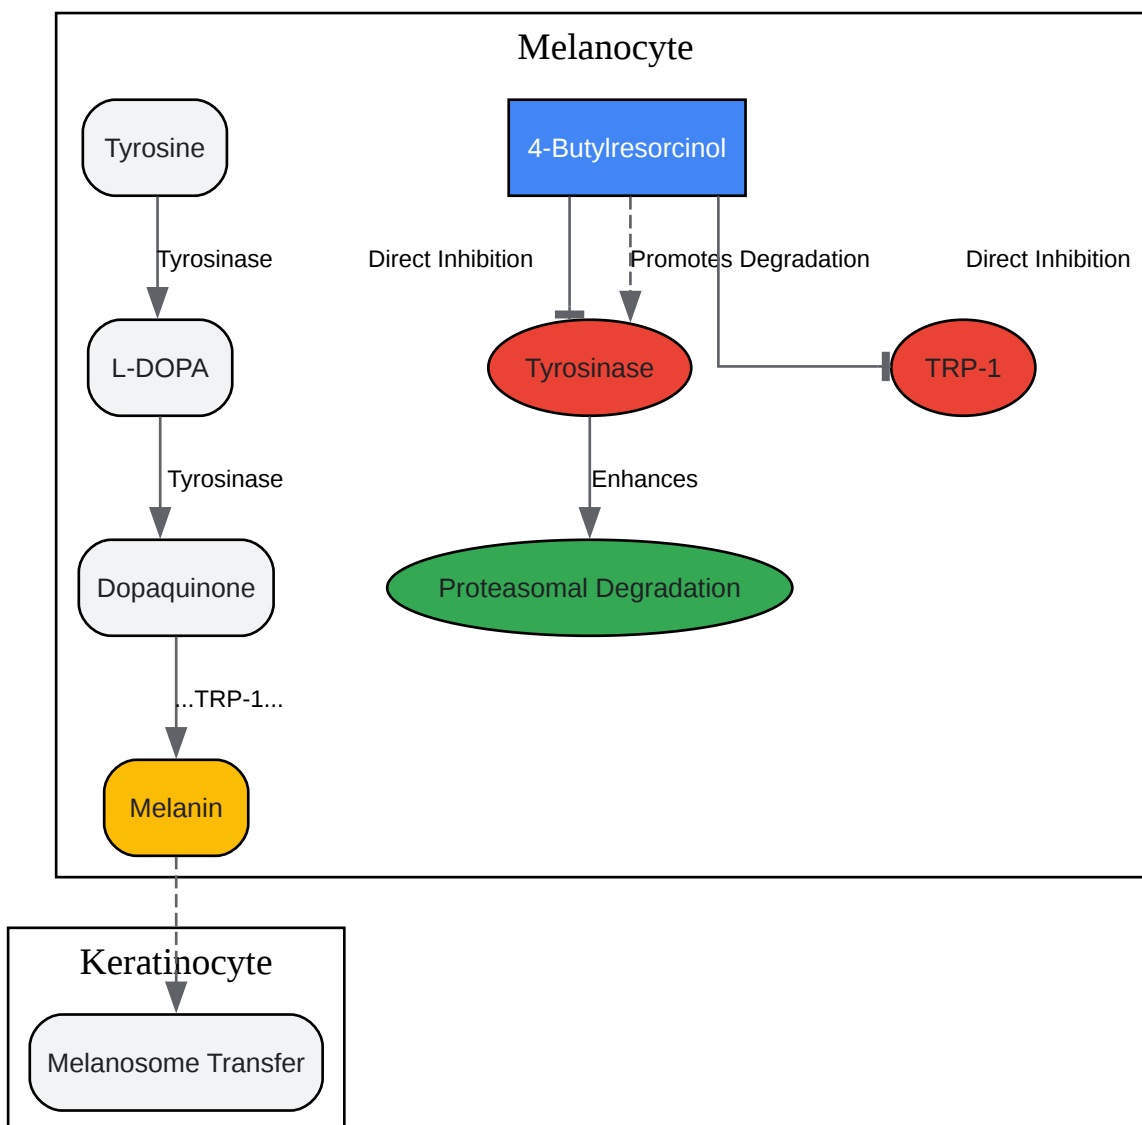 Melanocyte
Tyrosine
4-Butylresorcinol
Tyrosinase
Direct Inhibition
Promotes Degradation
Direct Inhibition
L-DOPA
Tyrosinase
TRP-1
Tyrosinase
Enhances
Dopaquinone
Proteasomal Degradation
...TRP-1...
Melanin
Keratinocyte
Melanosome Transfer